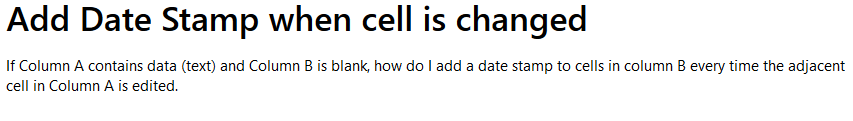 Add Date Stamp when cell is changed
If Column A contains data (text) and Column B is blank, how do I add a date stamp to cells in column B every time the adjacent
cell in Column A is edited.